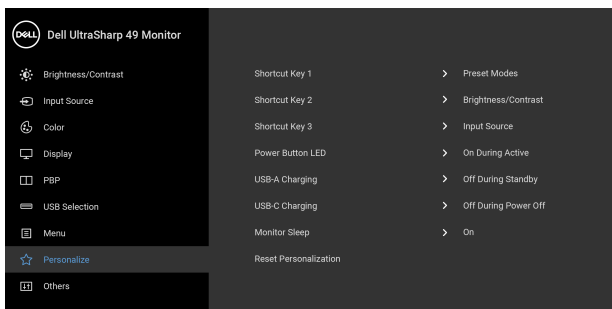 DELL Dell UltraSharp 49 Monitor
Brightness/Contrast
Input Source
Color
Display
PBP
USB Selection
Menu
Personalize
Others
Shortcut Key 1 > Preset Modes
Shortcut Key 2 > Brightness/Contrast
Shortcut Key 3 > Input Source
Power Button LED > On During Active
USB-A Charging > Off During Standby
USB-C Charging > Off During Power Off
Monitor Sleep > On
Reset Personalization